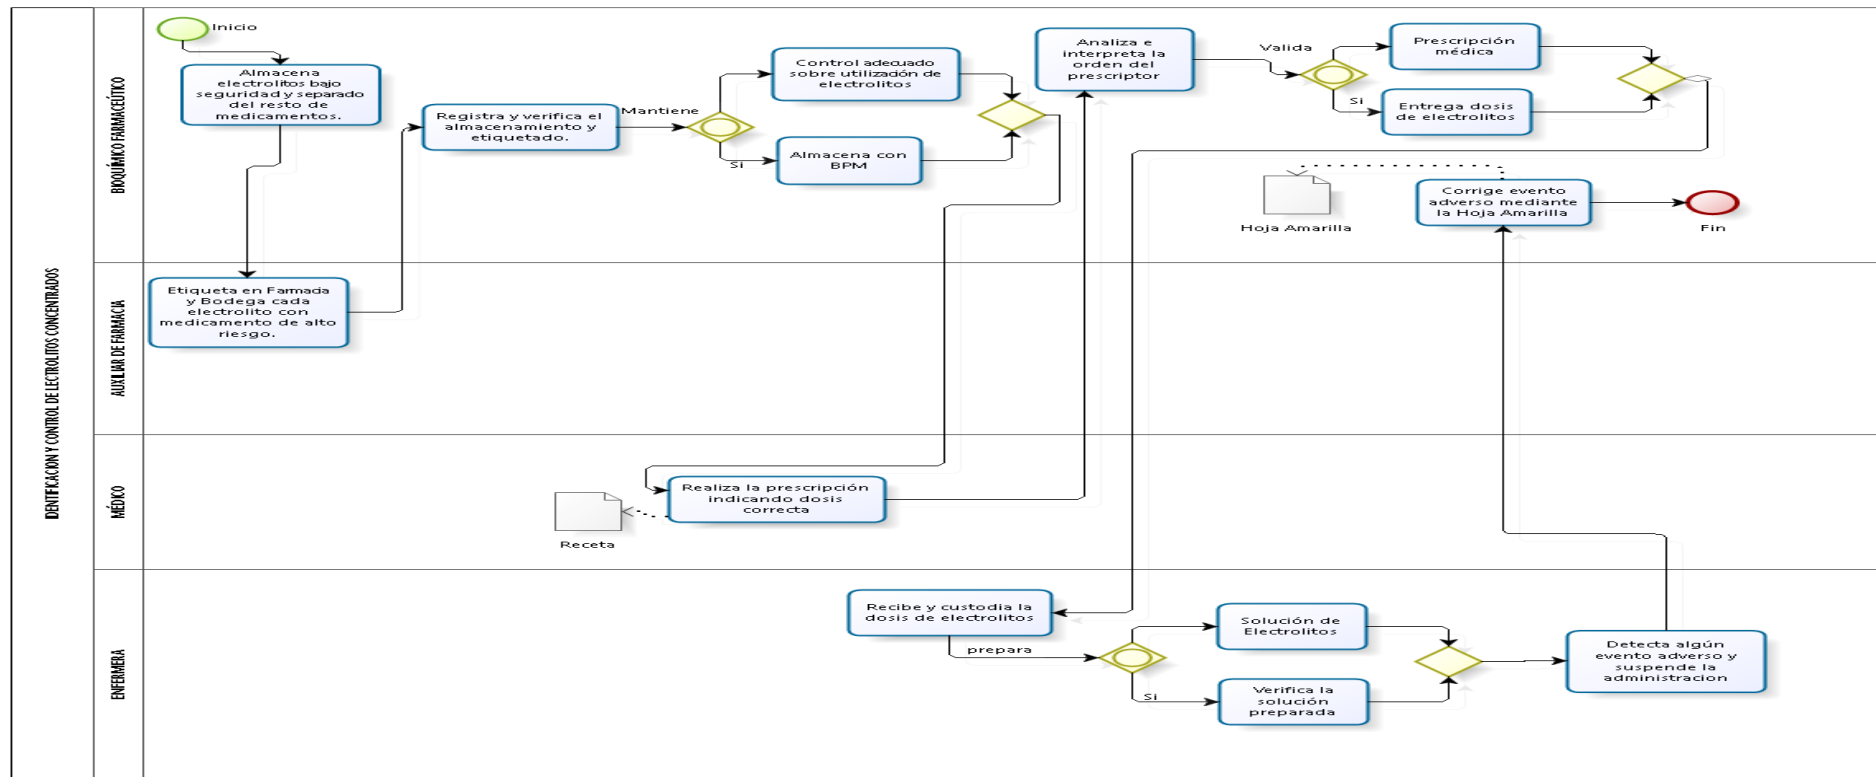 IDENTIFICACION Y CONTROL DE LECTROLITOS CONCENTRADOS
BIOQUÍMICO FARMACEÚTICO
Inicio
Almacena
electrolitos bajo
seguridad y separado
del resto de
medicamentos.
Registra y verifica el
almacenamiento y
etiquetado.
Mantiene
Si
Control adecuado
sobre utilización de
electrolitos
Almacena con
BPM
Analiza e
interpreta la
orden del
prescriptor
Valida
Si
Prescripción
médica
Entrega dosis
de electrolitos
Hoja Amarilla
Corrige evento
adverso mediante
la Hoja Amarilla
Fin
AUXILIAR DE FARMACIA
Etiqueta en Farmacia
y Bodega cada
electrolito con
medicamento de alto
riesgo.
MÉDICO
Receta
Realiza la prescripción
indicando dosis
correcta
ENFERMERA
Recibe y custodia la
dosis de electrolitos
prepara
Si
Solución de
Electrolitos
Verifica la
solución
preparada
Detecta algún
evento adverso y
suspende la
administracion